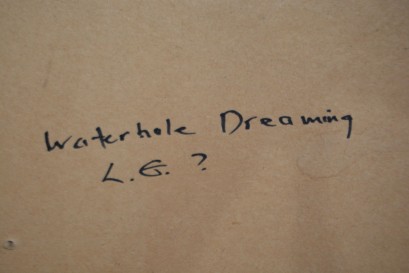 Waterhole Dreaming
L.E. ?